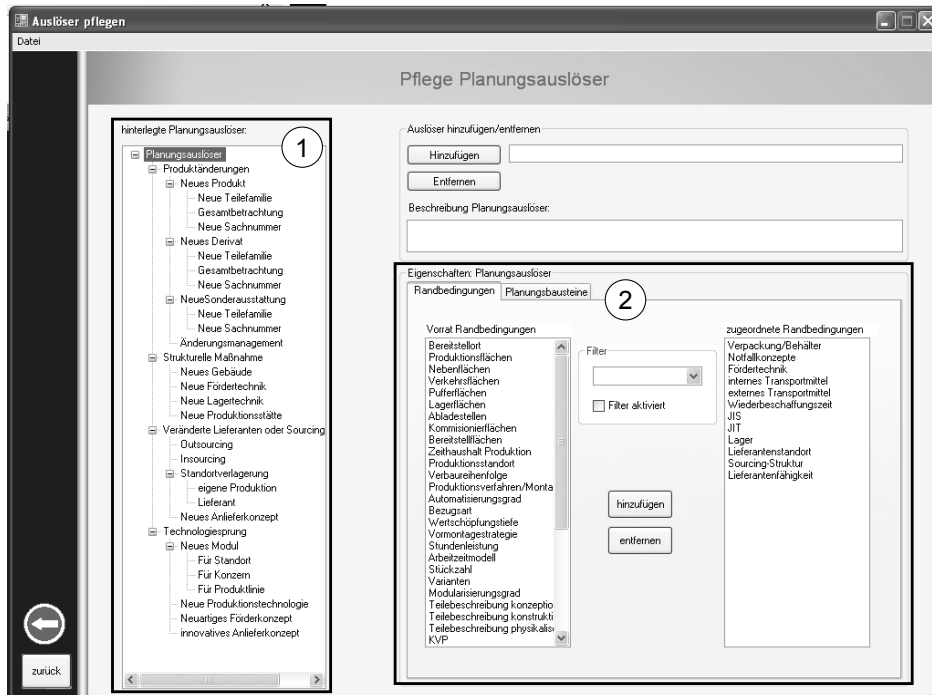 Auslöser pflegen
Datei
Pflege Planungsauslöser
hinterlegte Planungsauslöser:
1
Planungsauslöser
Produktänderungen
Neues Produkt
Neue Teilefamilie
Gesamtbetrachtung
Neue Sachnummer
Neues Derivat
Neue Teilefamilie
Gesamtbetrachtung
Neue Sachnummer
NeueSonderausstattung
Neue Teilefamilie
Neue Sachnummer
Änderungsmanagement
Strukturelle Maßnahme
Neues Gebäude
Neue Fördertechnik
Neue Lagertechnik
Neue Produktionsstätte
Veränderte Lieferanten oder Sourcing
Outsourcing
Insourcing
Standortverlagerung
eigene Produktion
Lieferant
Neues Anlieferkonzept
Technologiesprung
Neues Modul
Für Standort
Für Konzern
Für Produktlinie
Neue Produktionstechnologie
Neuartiges Förderkonzept
innovatives Anlieferkonzept
zurück
Auslöser hinzufügen/entfernen
Hinzufügen
Entfernen
Beschreibung Planungsauslöser:
Eigenschaften: Planungsauslöser
Randbedingungen
Planungsbausteine
2
Vorrat Randbedingungen
Bereitstellort
Produktionsflächen
Nebenflächen
Verkehrsflächen
Pufferflächen
Lagerflächen
Abladestellen
Kommisionierflächen
Bereitstellflächen
Zeithaushalt Produktion
Produktionsstandort
Verbaureihenfolge
Produktionsverfahren/Monta
Automatisierungsgrad
Bezugsart
Wertschöpfungstiefe
Vormontagestrategie
Stundenleistung
Arbeitzeitmodell
Stückzahl
Varianten
Modularisierungsgrad
Teilebeschreibung konzeptio
Teilebeschreibung konstrukti
Teilebeschreibung physikalis
KVP
Filter
Filter aktiviert
hinzufügen
entfernen
zugeordnete Randbedingungen
Verpackung/Behälter
Notfallkonzepte
Fördertechnik
internes Transportmittel
externes Transportmittel
Wiederbeschaffungszeit
JIS
JIT
Lager
Lieferantenstandort
Sourcing-Struktur
Lieferantenfähigkeit